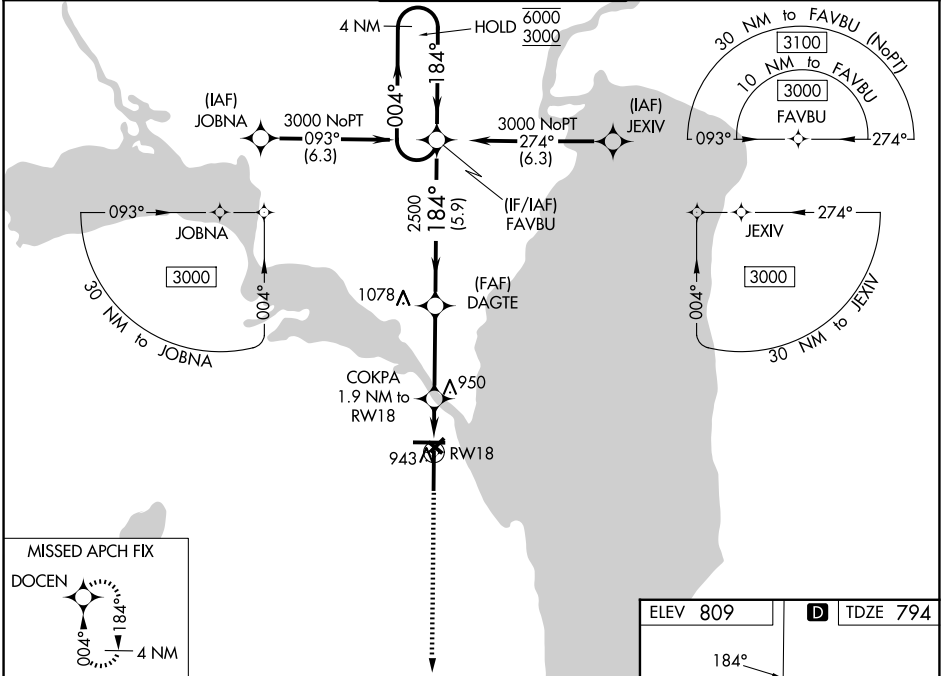 4 NM
HOLD
6000
3000
184°
004°
(IAF)
JOBNA
3000 NoPT
093°
(6.3)
3000 NoPT
274°
(6.3)
(IAF)
JEXIV
(IF/IAF)
FAVBU
2500
184°
(5.9)
30 NM to FAVBU (NoPT)
3100
10 NM to FAVBU
3000
FAVBU
093°
274°
093°
JOBNA
3000
004°
30 NM to JOBNA
274°
JEXIV
3000
004°
30 NM to JEXIV
1078
(FAF)
DAGTE
COKPA
1.9 NM to
RW18
950
943
RW18
MISSED APCH FIX
DOCEN
184°
004°
4 NM
ELEV 809
D
TDZE 794
184°